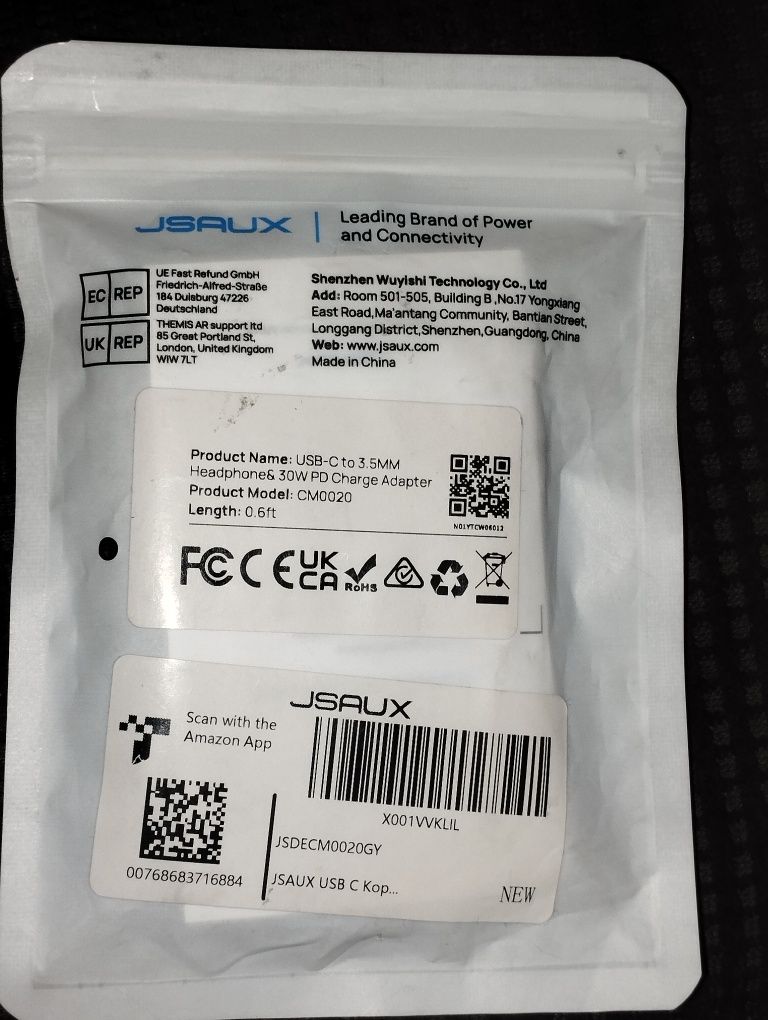 JSAUX
Leading Brand of Power
and Connectivity
EC REP
UE Fast Refund GmbH
Friedrich-Alfred-Straße
184 Duisburg 47226
Deutschland
UK REP
THEMIS AR support ltd
85 Great Portland St,
London, United Kingdom
W1W 7LT
Shenzhen Wuyishi Technology Co., Ltd
Add: Room 501-505, Building B ,No.17 Yongxiang
East Road,Ma'antang Community, Bantian Street,
Longgang District,Shenzhen,Guangdong, China
Web: www.jsaux.com
Made in China
Product Name: USB-C to 3.5MM
Headphone& 30W PD Charge Adapter
Product Model: CM0020
Length: 0.6ft
N01YTCW06012
FC CE UK
CA
RoHS
JSAUX
Scan with the
Amazon App
X001VVKLIL
00768683716884
JSDECM0020GY
JSAUX USB C Kop...
NEW